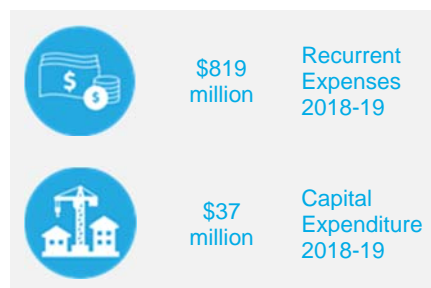 $
$
$819
million
Recurrent
Expenses
2018-19
$37
million
Capital
Expenditure
2018-19